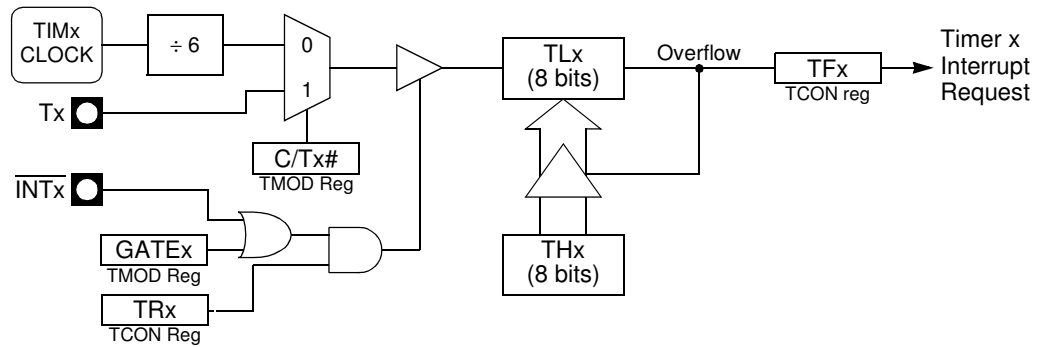 TIMx
CLOCK
÷ 6
0
1
Tx
C/Tx#
TMOD Reg
TLx
(8 bits)
Overflow
TFx
TCON reg
Timer x
Interrupt
Request
INTx
GATEx
TMOD Reg
TRx
TCON Reg
THx
(8 bits)